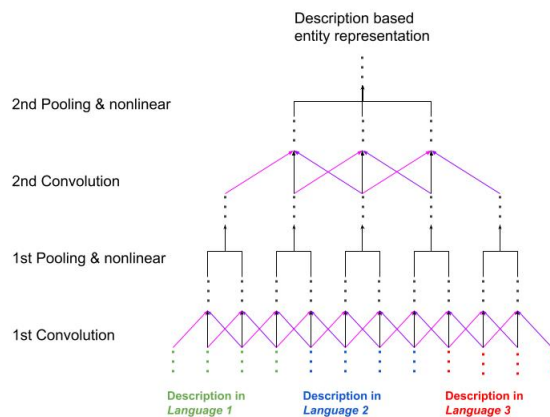 Description based
entity representation
2nd Pooling & nonlinear
2nd Convolution
1st Pooling & nonlinear
1st Convolution
Description in
Language 1
Description in
Language 2
Description in
Language 3